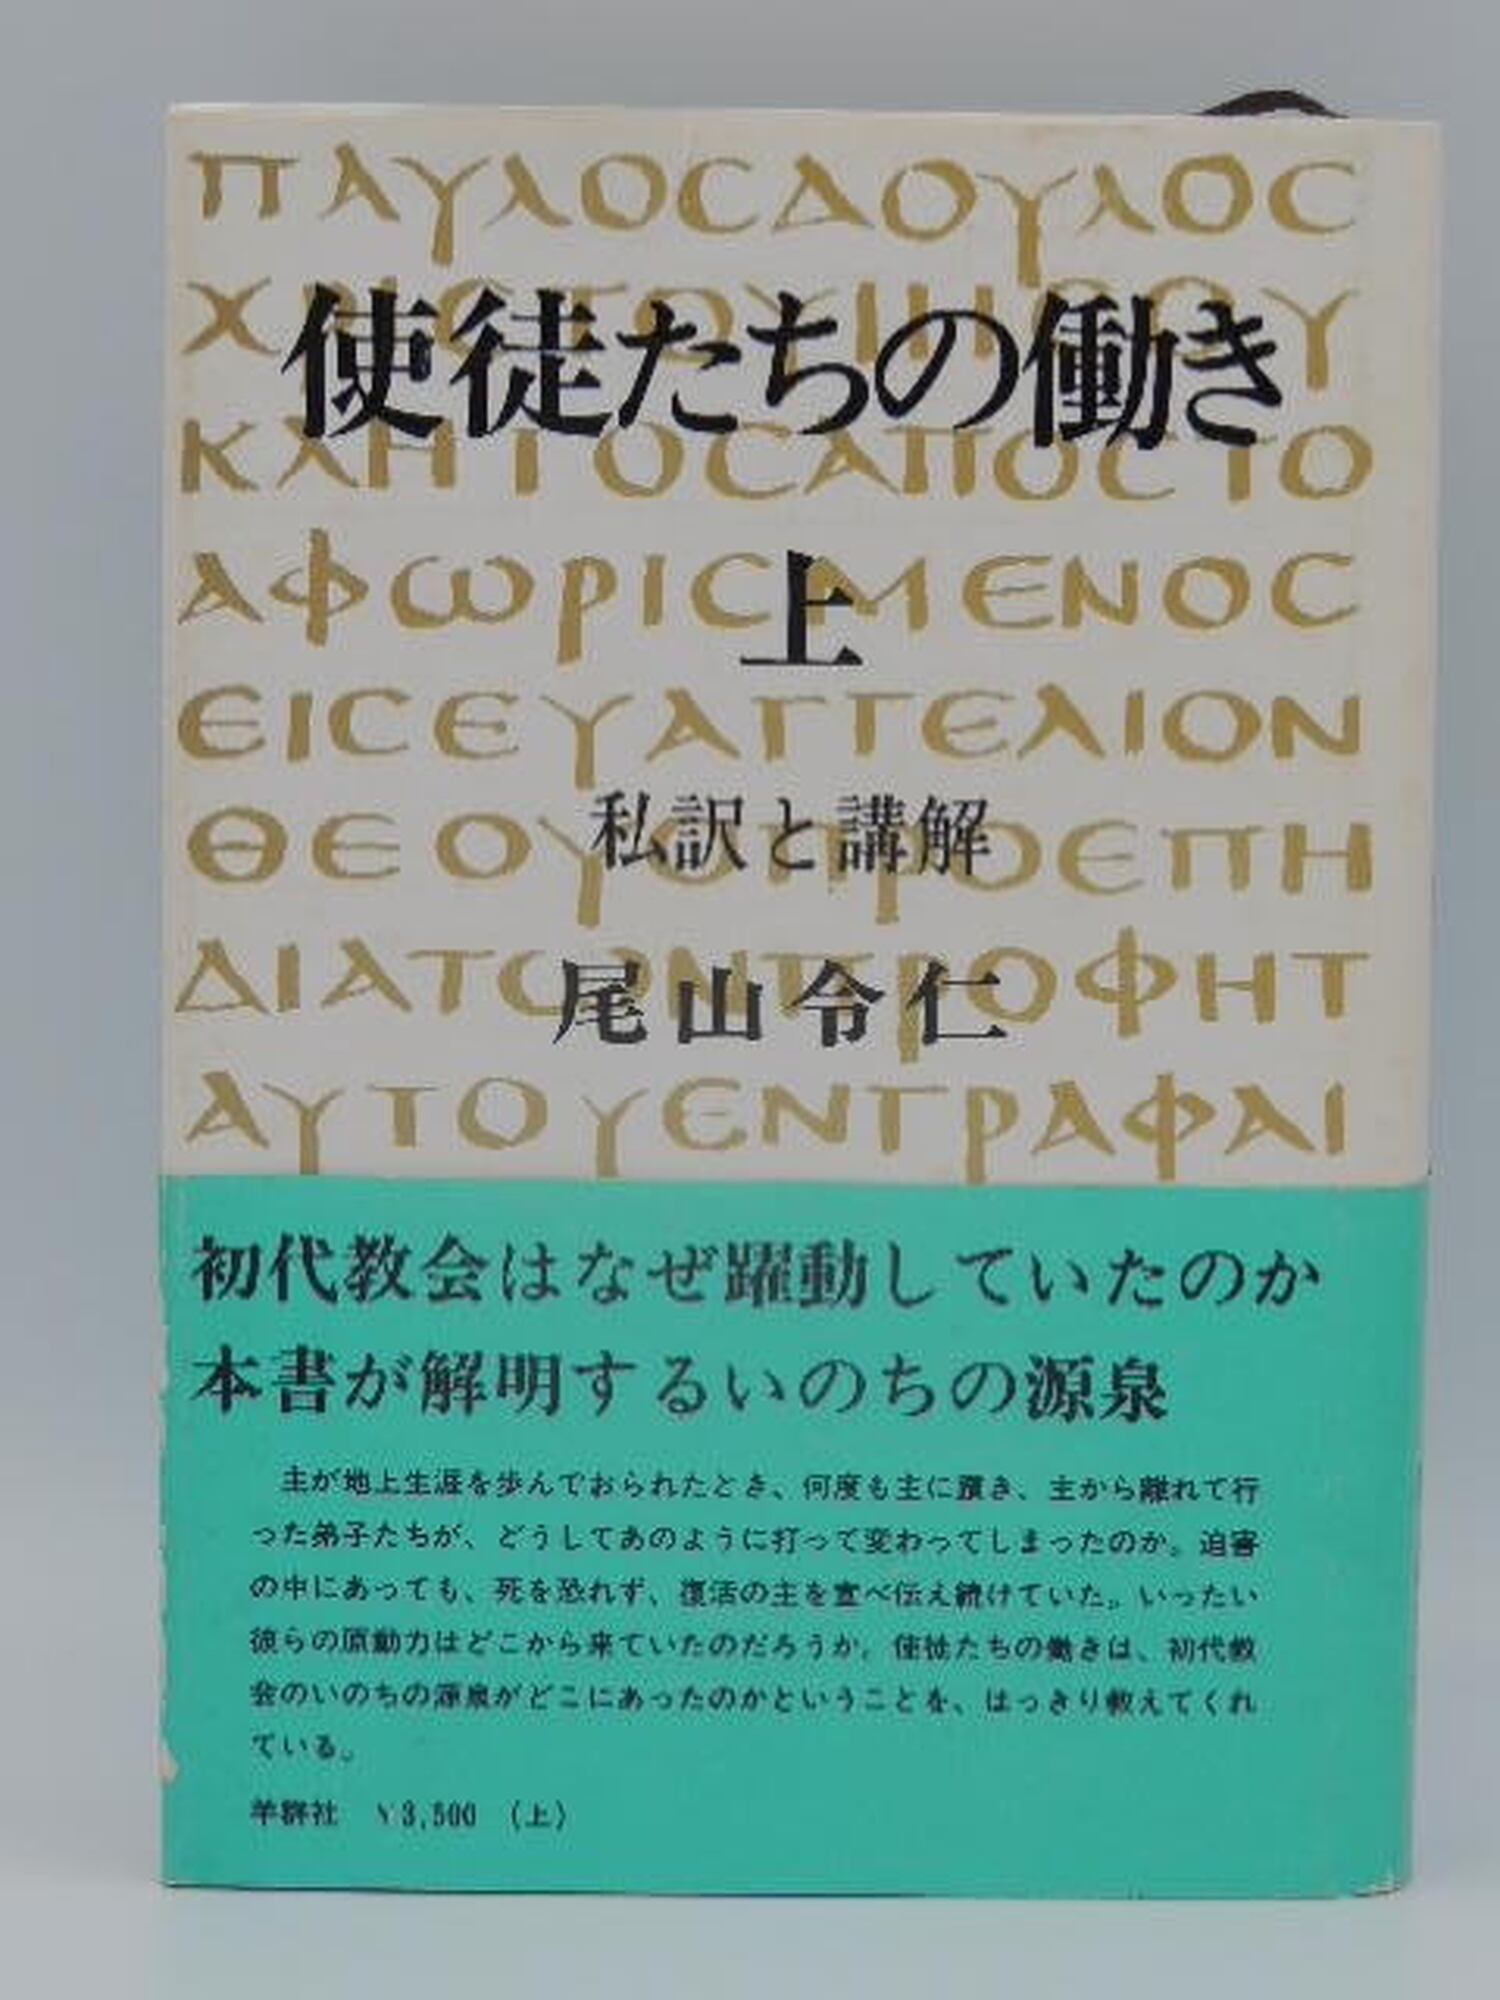 ΠΑΥΛΟCΔΟΥΛΟC
使徒たちの働き
ΑΦΩΡΙCΜΕΝΟC
上
ΕΙCΕΥΑΓΓΕΛΙΟΝ
私訳と講解
尾山令仁
ΑΥΤΟΥΕΝΓΡΑΦΑΙ
初代教会はなぜ躍動していたのか
本書が解明するいのちの源泉
主が地上生涯を歩んでおられたとき、何度も主に躓き、主から離れて行
った弟子たちが、どうしてあのように打って変わってしまったのか。迫害
の中にあっても、死を恐れず、復活の主を宣べ伝え続けていた。いったい
彼らの原動力はどこから来ていたのだろうか。使徒たちの働きは、初代教
会のいのちの源泉がどこにあったのかということを、はっきり教えてくれ
ている。
羊群社 ¥3,500 (上)